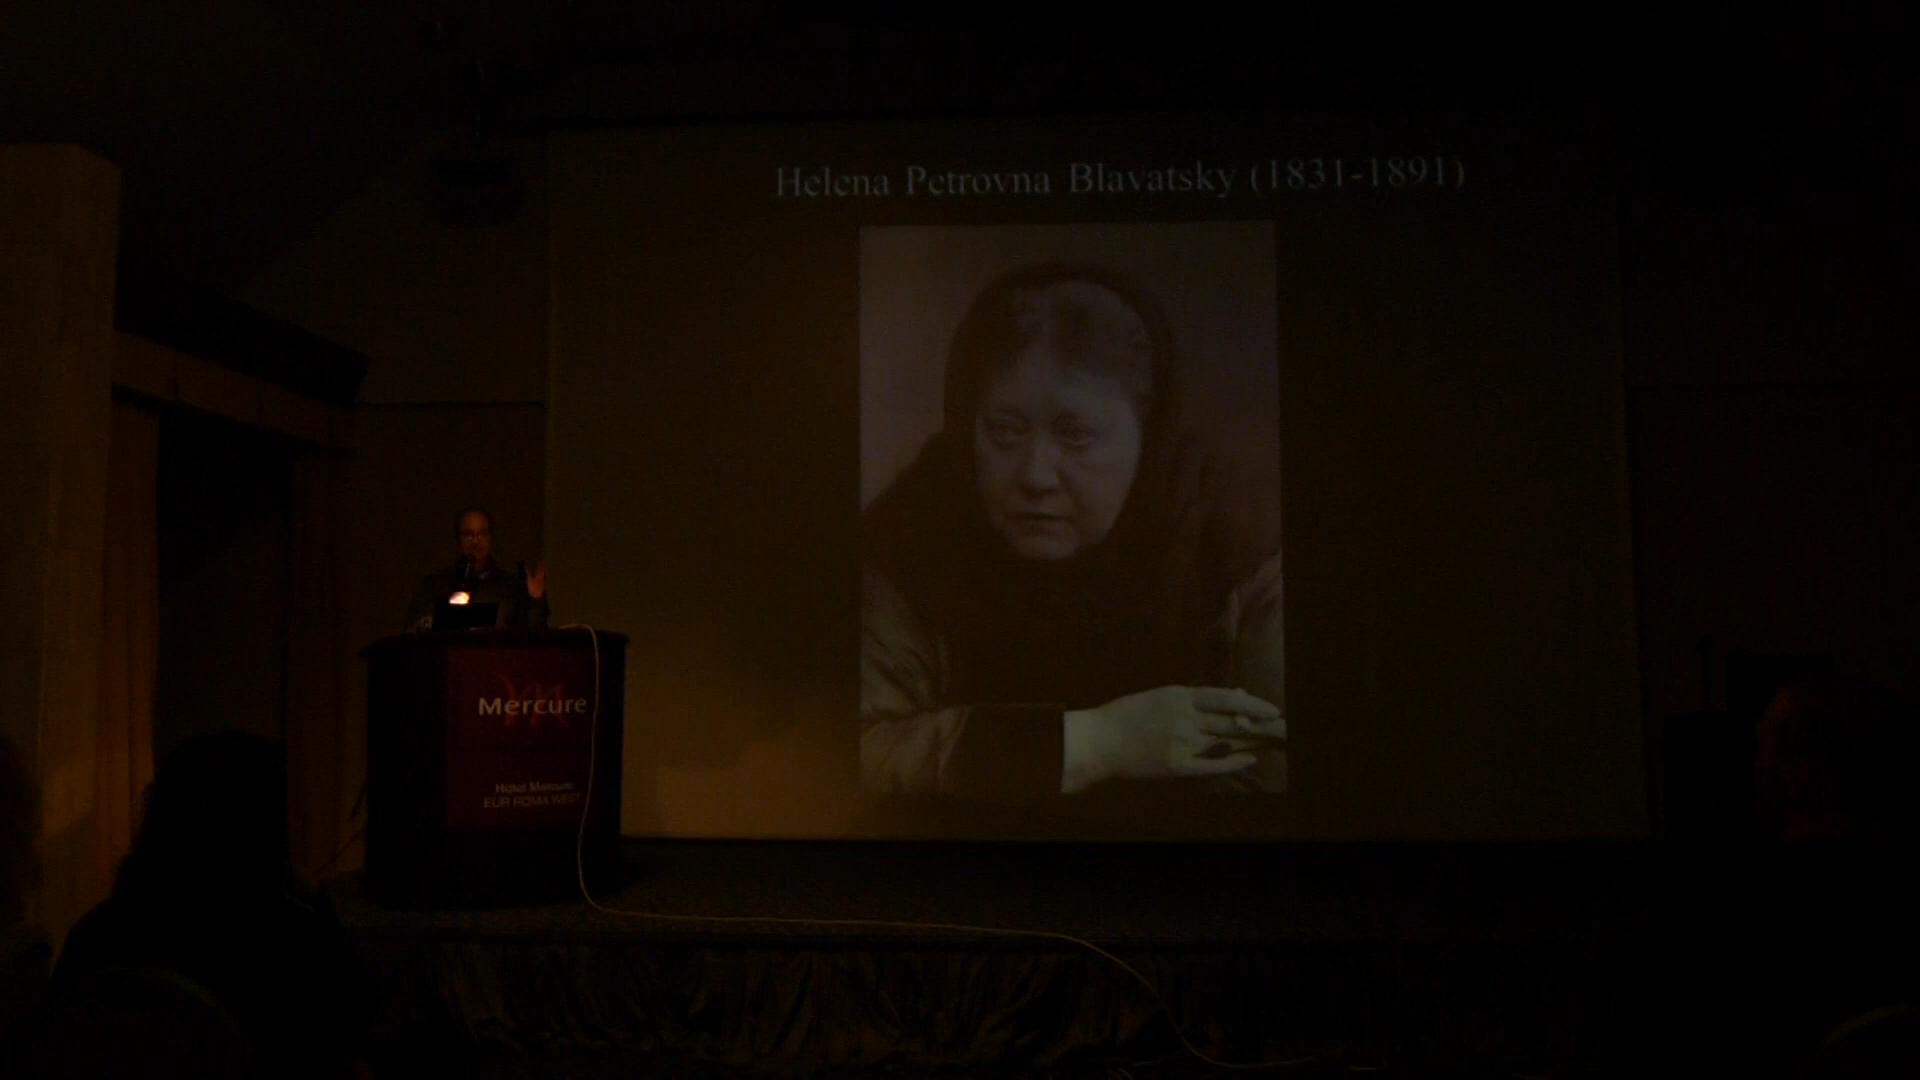 Helena Petrovna Blavatsky (1831-1891)
Mercure
Hotel Mercure
EUR ROMA WEST